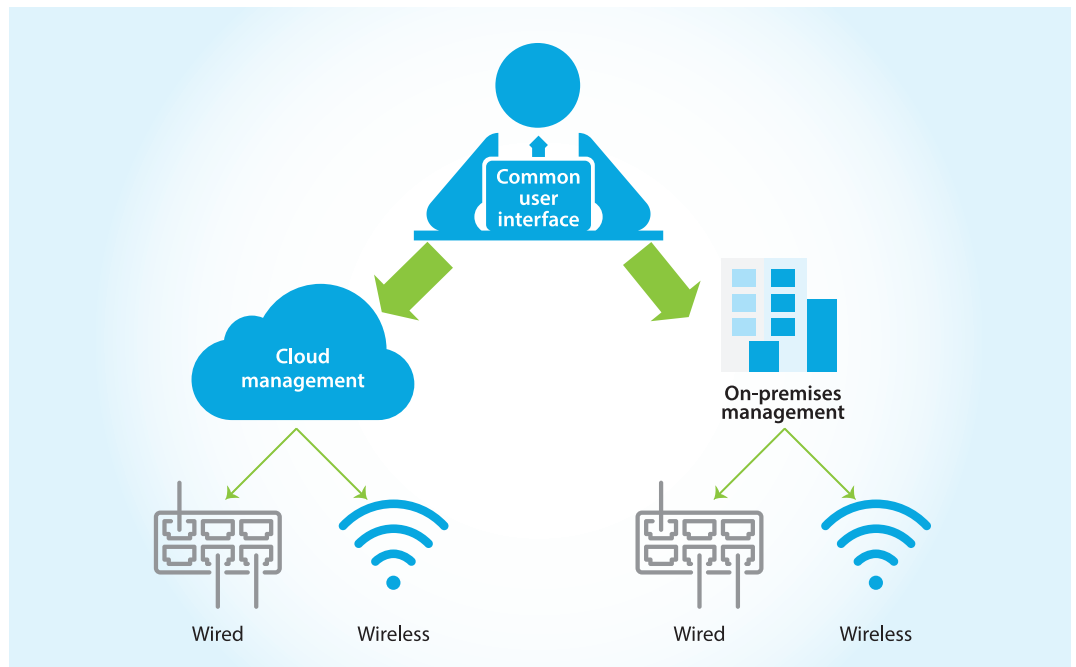 Common
user
interface
Cloud
management
On-premises
management
Wired
Wireless
Wired
Wireless